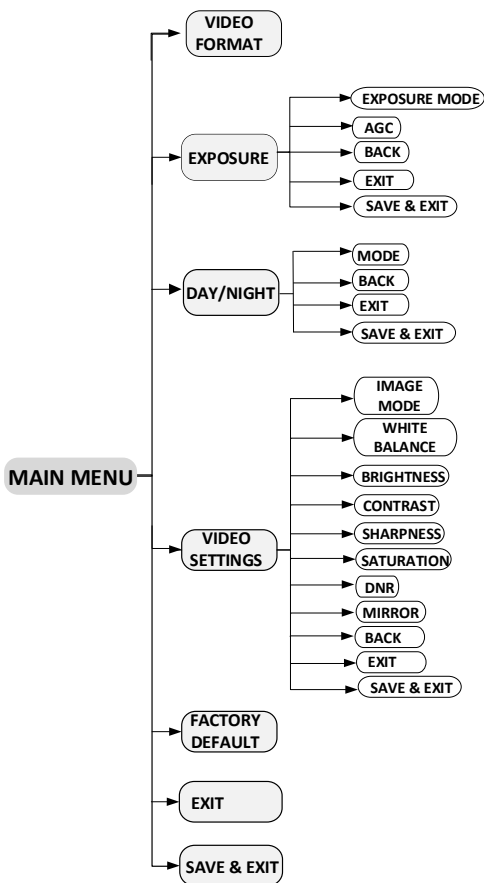 VIDEO
FORMAT
EXPOSURE MODE
AGC
EXPOSURE
BACK
EXIT
SAVE & EXIT
MODE
DAY/NIGHT
BACK
EXIT
SAVE & EXIT
IMAGE
MODE
WHITE
BALANCE
MAIN MENU
BRIGHTNESS
CONTRAST
VIDEO
SETTINGS
SHARPNESS
SATURATION
DNR
MIRROR
BACK
EXIT
SAVE & EXIT
FACTORY
DEFAULT
EXIT
SAVE & EXIT